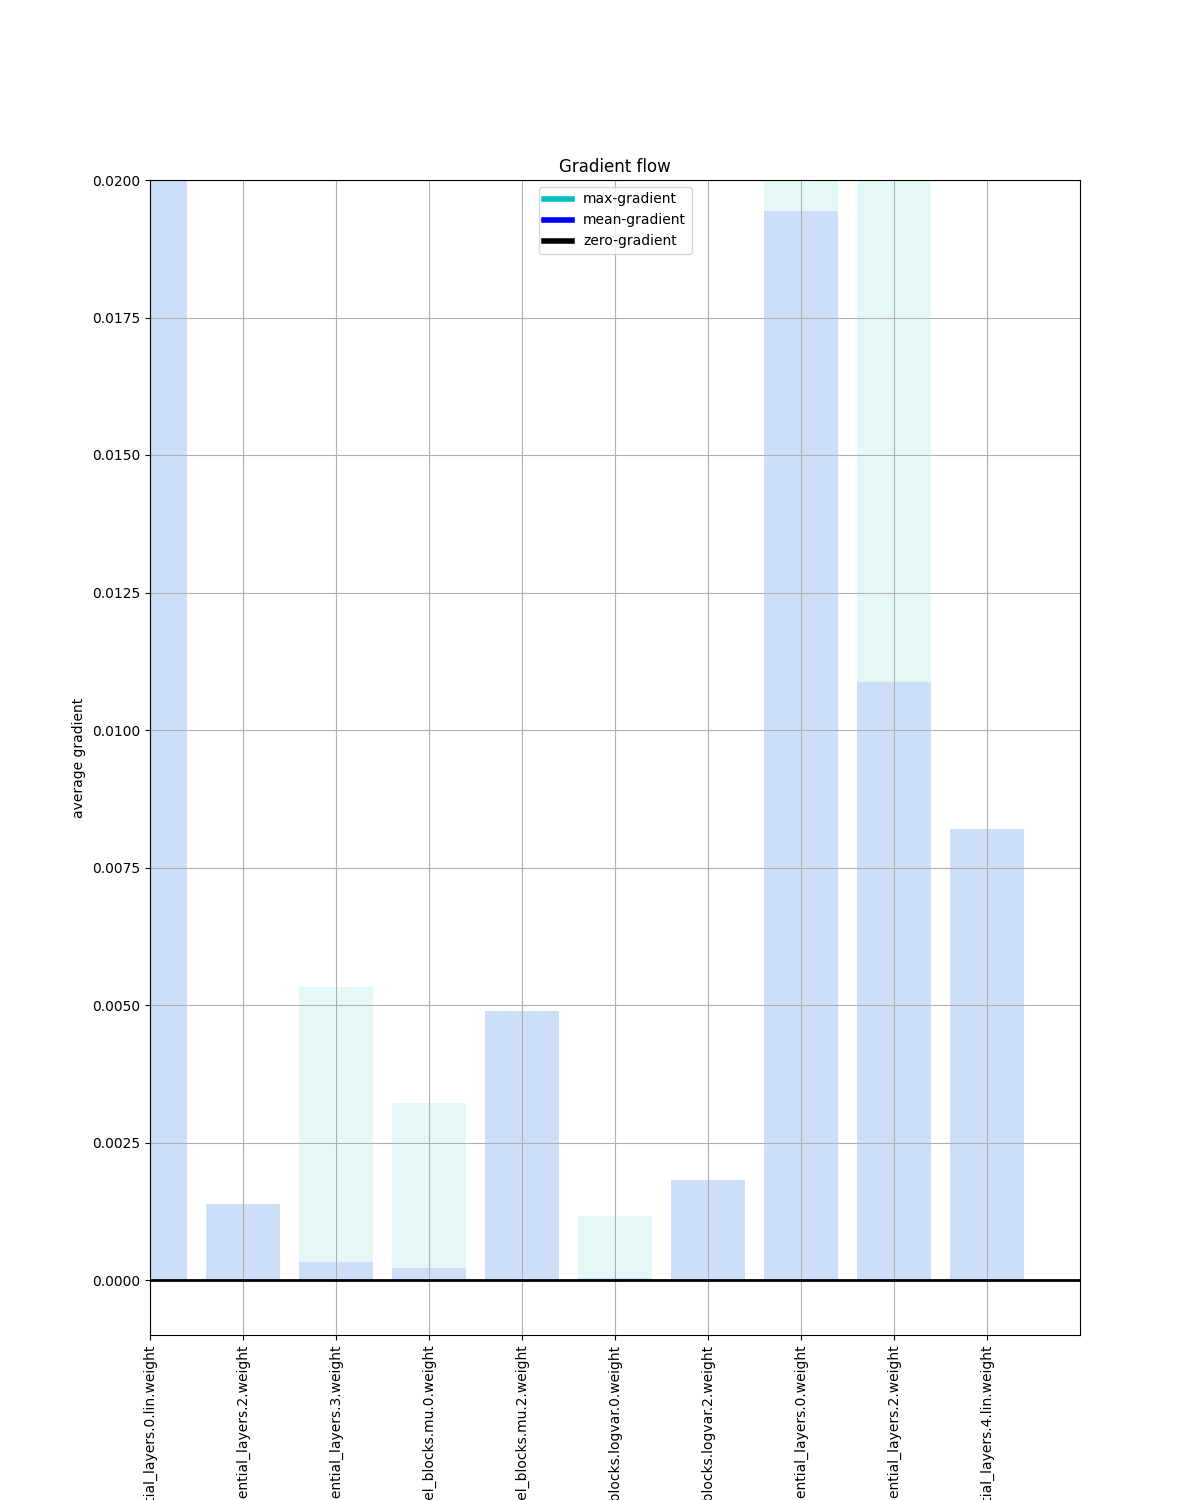 Gradient flow
max-gradient
mean-gradient
zero-gradient
0.0200
0.0175
0.0150
0.0125
0.0100
0.0075
0.0050
0.0025
0.0000
average gradient
tial_layers.0.lin.weight
ential_layers.2.weight
ential_layers.3.weight
el_blocks.mu.0.weight
el_blocks.mu.2.weight
blocks.logvar.0.weight
blocks.logvar.2.weight
ential_layers.0.weight
ential_layers.2.weight
tial_layers.4.lin.weight